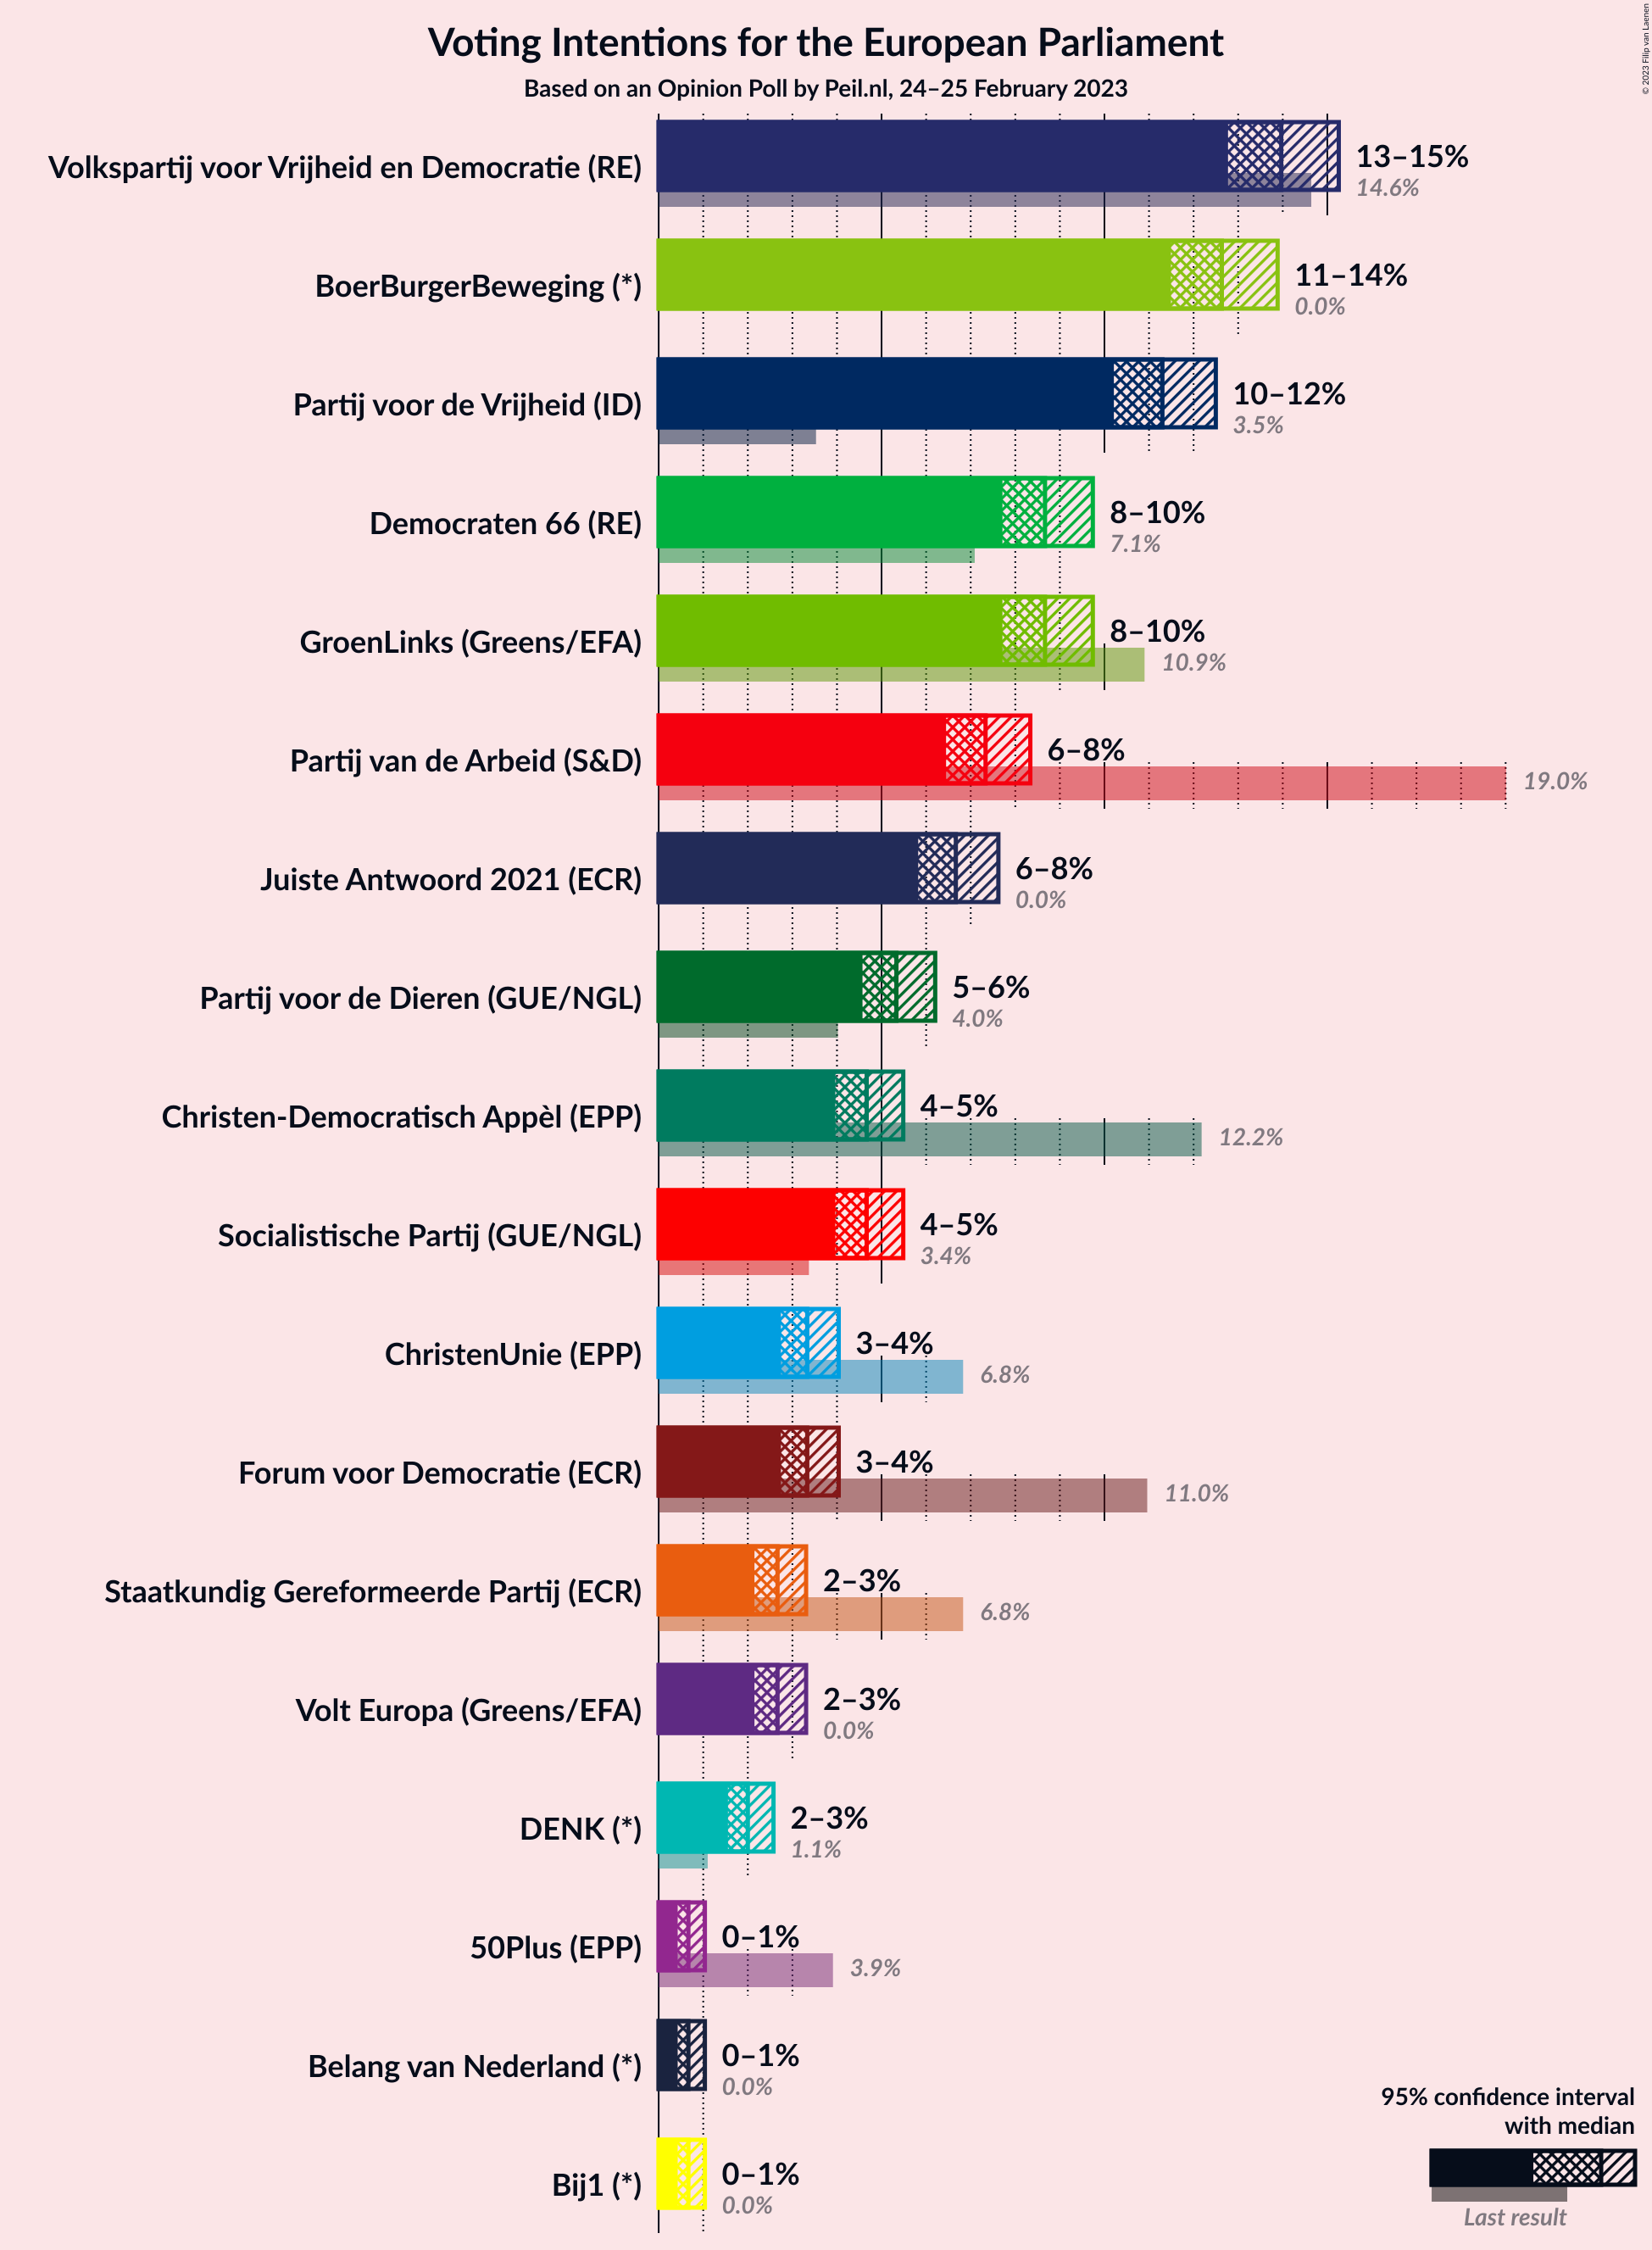 © 2023 Filip van Laenen
Voting Intentions for the European Parliament
Based on an Opinion Poll by Peil.nl, 24–25 February 2023
Volkspartij voor Vrijheid en Democratie (RE)
13–15%
14.6%
BoerBurgerBeweging (*)
11–14%
0.0%
Partij voor de Vrijheid (ID)
10–12%
3.5%
Democraten 66 (RE)
8–10%
7.1%
GroenLinks (Greens/EFA)
8–10%
10.9%
Partij van de Arbeid (S&D)
6–8%
19.0%
Juiste Antwoord 2021 (ECR)
6–8%
0.0%
Partij voor de Dieren (GUE/NGL)
5–6%
4.0%
Christen-Democratisch Appèl (EPP)
4–5%
12.2%
Socialistische Partij (GUE/NGL)
4–5%
3.4%
ChristenUnie (EPP)
3–4%
6.8%
Forum voor Democratie (ECR)
3–4%
11.0%
Staatkundig Gereformeerde Partij (ECR)
2–3%
6.8%
Volt Europa (Greens/EFA)
2–3%
0.0%
DENK (*)
2–3%
1.1%
50Plus (EPP)
0–1%
3.9%
Belang van Nederland (*)
0–1%
0.0%
Bij1 (*)
0–1%
0.0%
95% confidence interval
with median
Last result